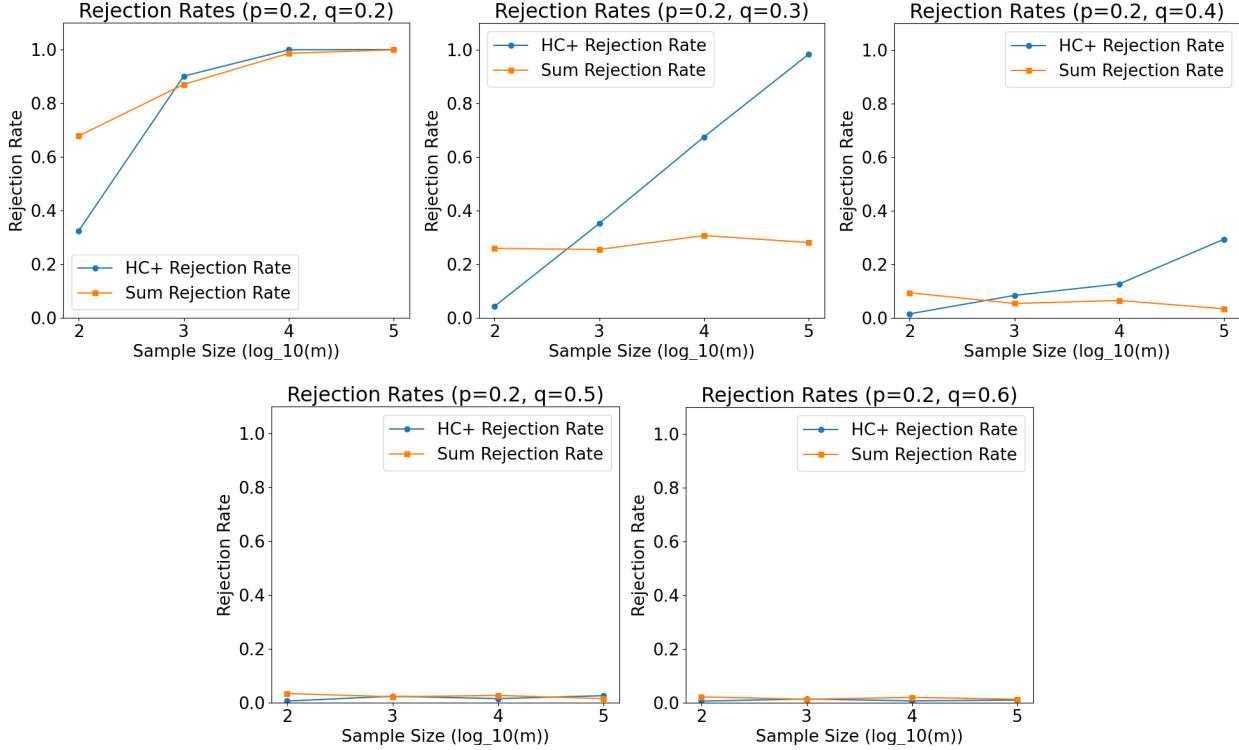 Rejection Rates (p=0.2, q=0.2)
1.0
0.8
0.6
0.4
0.2
0.0
Rejection Rate
HC+ Rejection Rate
Sum Rejection Rate
2 3 4 5
Sample Size (log_10(m))
Rejection Rates (p=0.2, q=0.3)
1.0
0.8
0.6
0.4
0.2
0.0
Rejection Rate
HC+ Rejection Rate
Sum Rejection Rate
2 3 4 5
Sample Size (log_10(m))
Rejection Rates (p=0.2, q=0.4)
1.0
0.8
0.6
0.4
0.2
0.0
Rejection Rate
HC+ Rejection Rate
Sum Rejection Rate
2 3 4 5
Sample Size (log_10(m))
Rejection Rates (p=0.2, q=0.5)
1.0
0.8
0.6
0.4
0.2
0.0
Rejection Rate
HC+ Rejection Rate
Sum Rejection Rate
2 3 4 5
Sample Size (log_10(m))
Rejection Rates (p=0.2, q=0.6)
1.0
0.8
0.6
0.4
0.2
0.0
Rejection Rate
HC+ Rejection Rate
Sum Rejection Rate
2 3 4 5
Sample Size (log_10(m))